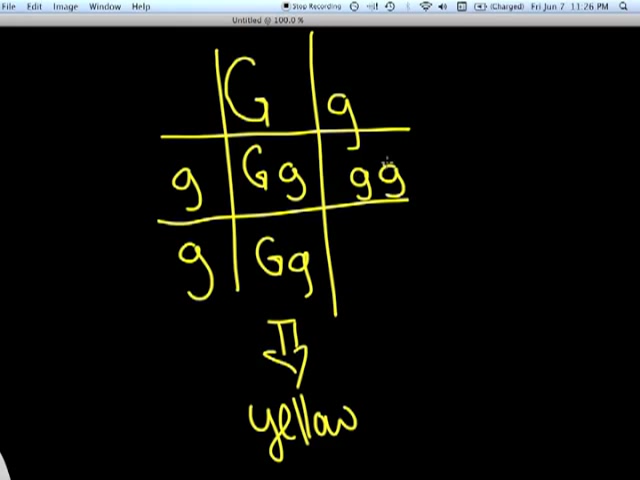 File Edit Image Window Help Stop Recording (Charged) Fri Jun 7 11:26 PM
Untitled @ 100.0 %
G g
g Gg gg
g Gg
yellow